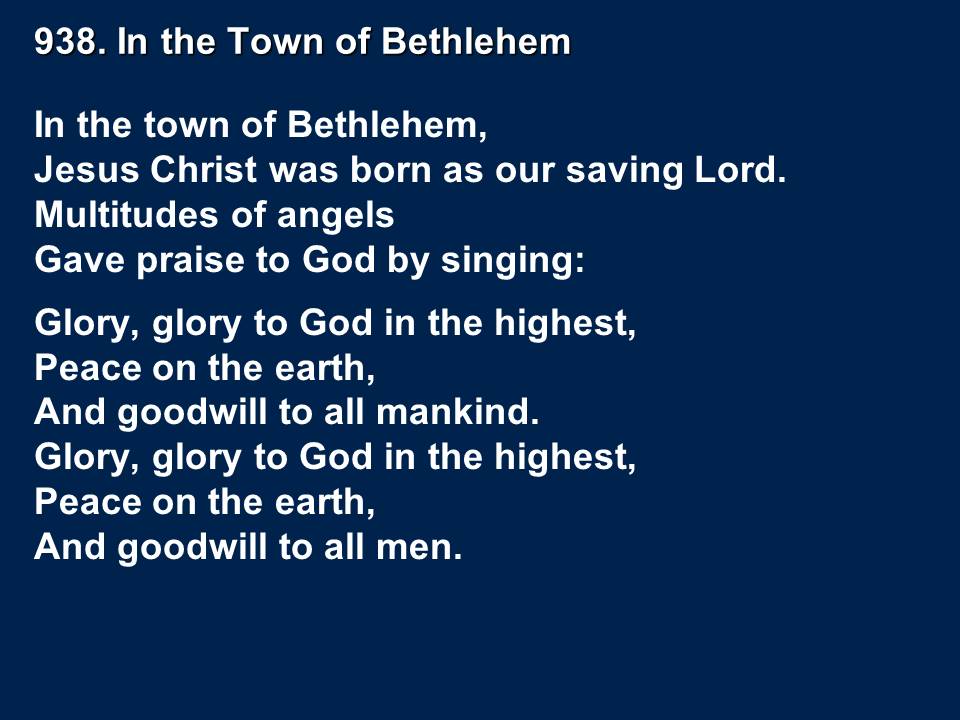 938. In the Town of Bethlehem
In the town of Bethlehem,
Jesus Christ was born as our saving Lord.
Multitudes of angels
Gave praise to God by singing:
Glory, glory to God in the highest,
Peace on the earth,
And goodwill to all mankind.
Glory, glory to God in the highest,
Peace on the earth,
And goodwill to all men.